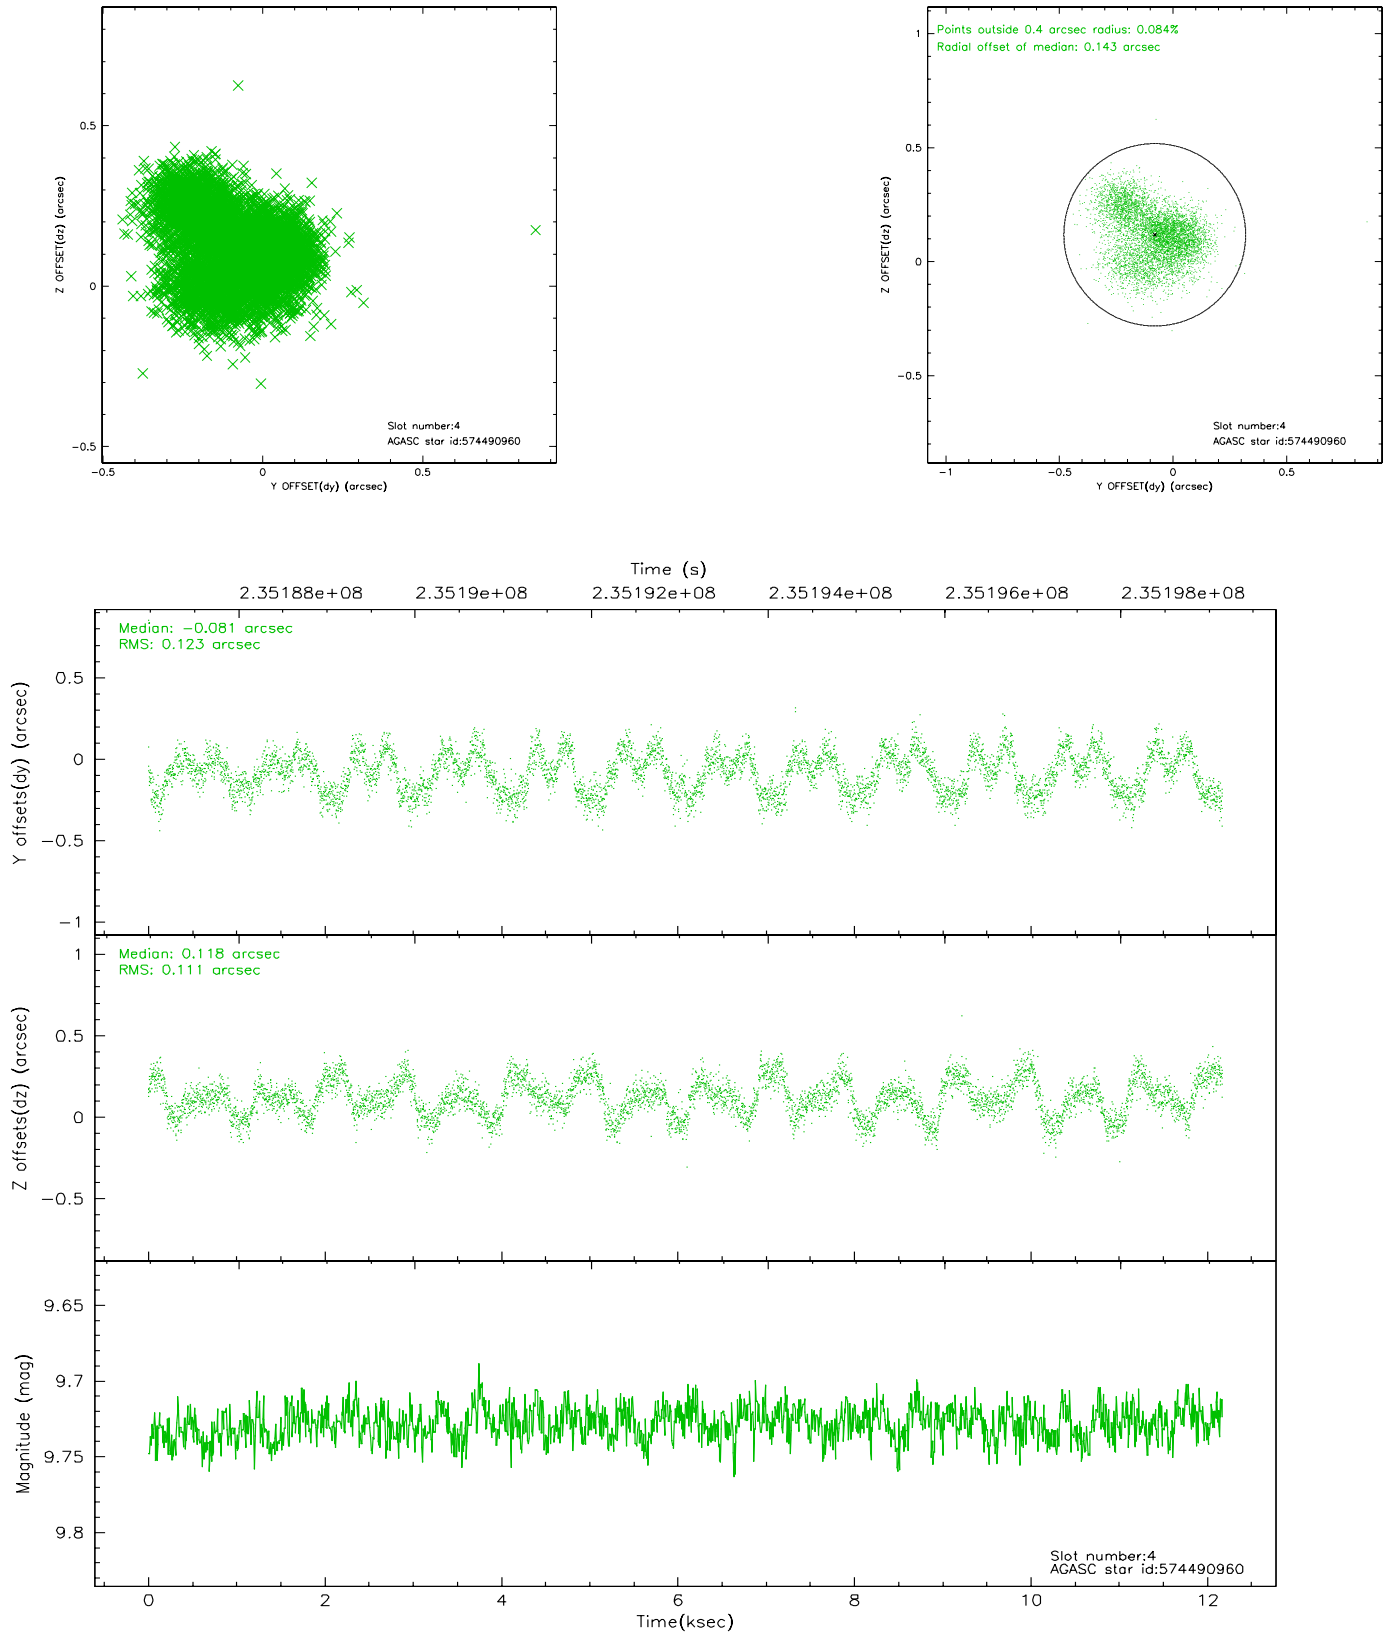 0.5
0
−0.5
Z OFFSET(dz) (arcsec)
−0.5
0
0.5
Y OFFSET(dy) (arcsec)
Slot number:4
AGASC star id:574490960
Points outside 0.4 arcsec radius: 0.084%
Radial offset of median: 0.143 arcsec
1
0.5
0
−0.5
Z OFFSET(dz) (arcsec)
−1
−0.5
0
0.5
Y OFFSET(dy) (arcsec)
Slot number:4
AGASC star id:574490960
Time (s)
2.35188e+08
2.3519e+08
2.35192e+08
2.35194e+08
2.35196e+08
2.35198e+08
Median: −0.081 arcsec
RMS: 0.123 arcsec
0.5
0
−0.5
−1
Y offsets(dy) (arcsec)
Median: 0.118 arcsec
RMS: 0.111 arcsec
1
0.5
0
−0.5
Z offsets(dz) (arcsec)
9.65
9.7
9.75
9.8
Magnitude (mag)
Slot number:4
AGASC star id:574490960
0
2
4
6
8
10
12
Time(ksec)